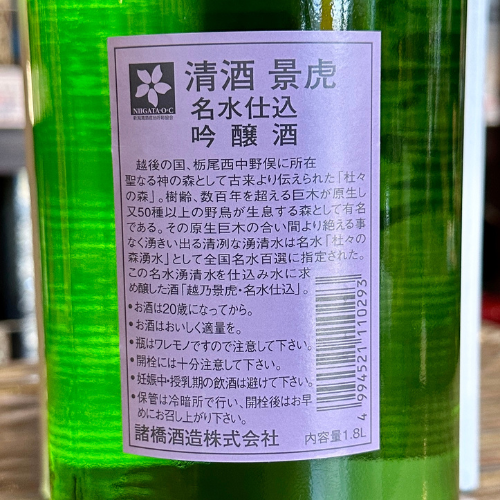 NIIGATA・O・C
新潟清酒産地呼称協会
清酒 景虎
名水仕込
吟醸酒
越後の国、栃尾西中野俣に所在
聖なる神の森として古来より伝えられた「杜々
の森」。樹齢、数百年を超える巨木が原生し
又50種以上の野鳥が生息する森として有名
である。その原生巨木の合い間より絶える事
なく湧き出る清冽な湧清水は名水「杜々の
森湧水」として全国名水百選に指定された。
この名水湧清水を仕込み水に求
め醸した酒「越乃景虎・名水仕込」。
•お酒は20歳になってから。
•お酒はおいしく適量を。
•瓶はワレモノですので注意して下さい。
•開栓には十分注意して下さい。
•妊娠中・授乳期の飲酒は避けて下さい。
•保管は冷暗所で行い、開栓後はお早
めにお召し上がり下さい。
諸橋酒造株式会社
内容量1.8L
4 994521 110293